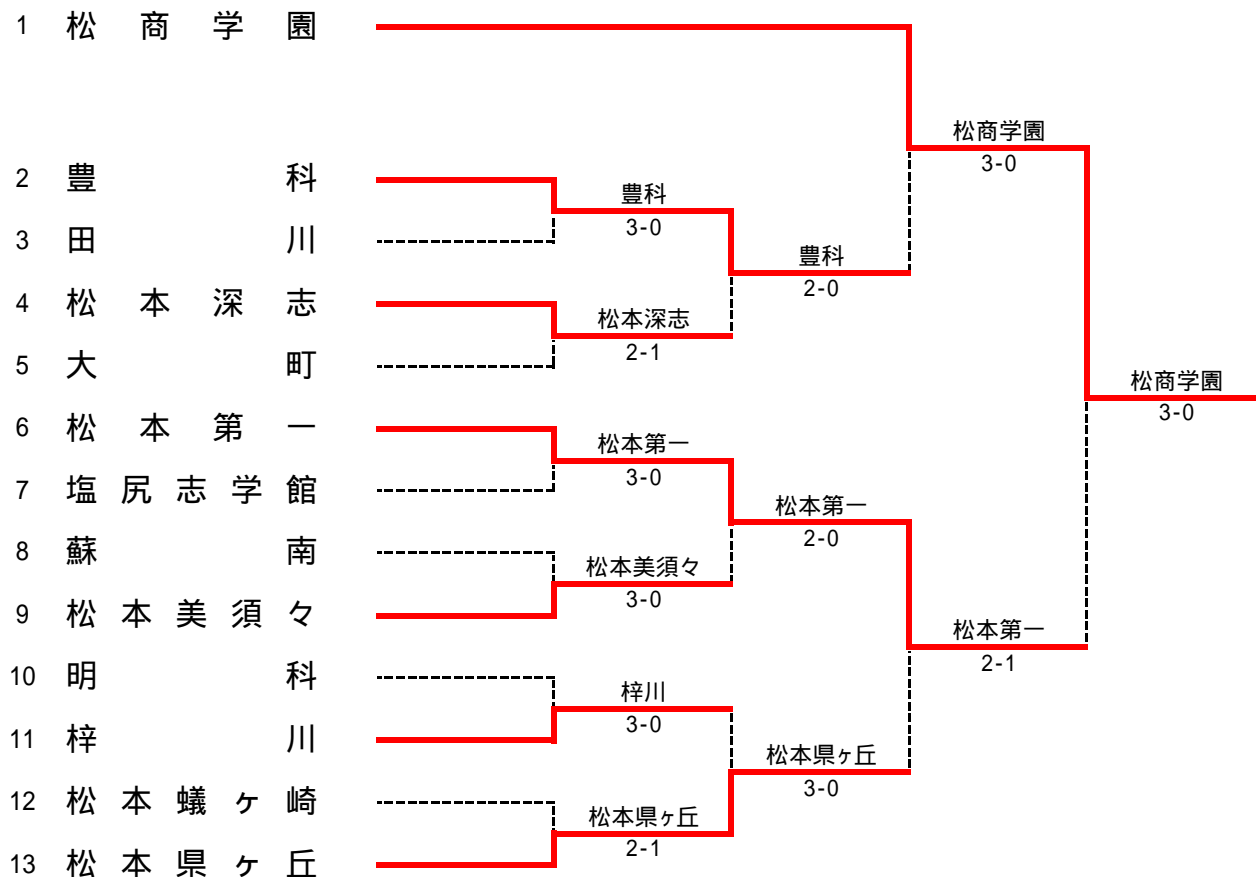 1 松商学園
松商学園
3-0
2 豊科
豊科
3-0
3 田川
豊科
2-0
4 松本深志
松本深志
2-1
5 大町
松商学園
3-0
6 松本第一
松本第一
3-0
7 塩尻志学館
松本第一
2-0
8 蘇南
松本美須々
3-0
9 松本美須々
松本第一
2-1
10 明科
梓川
3-0
11 梓川
松本県ヶ丘
3-0
12 松本蟻ヶ崎
松本県ヶ丘
2-1
13 松本県ヶ丘